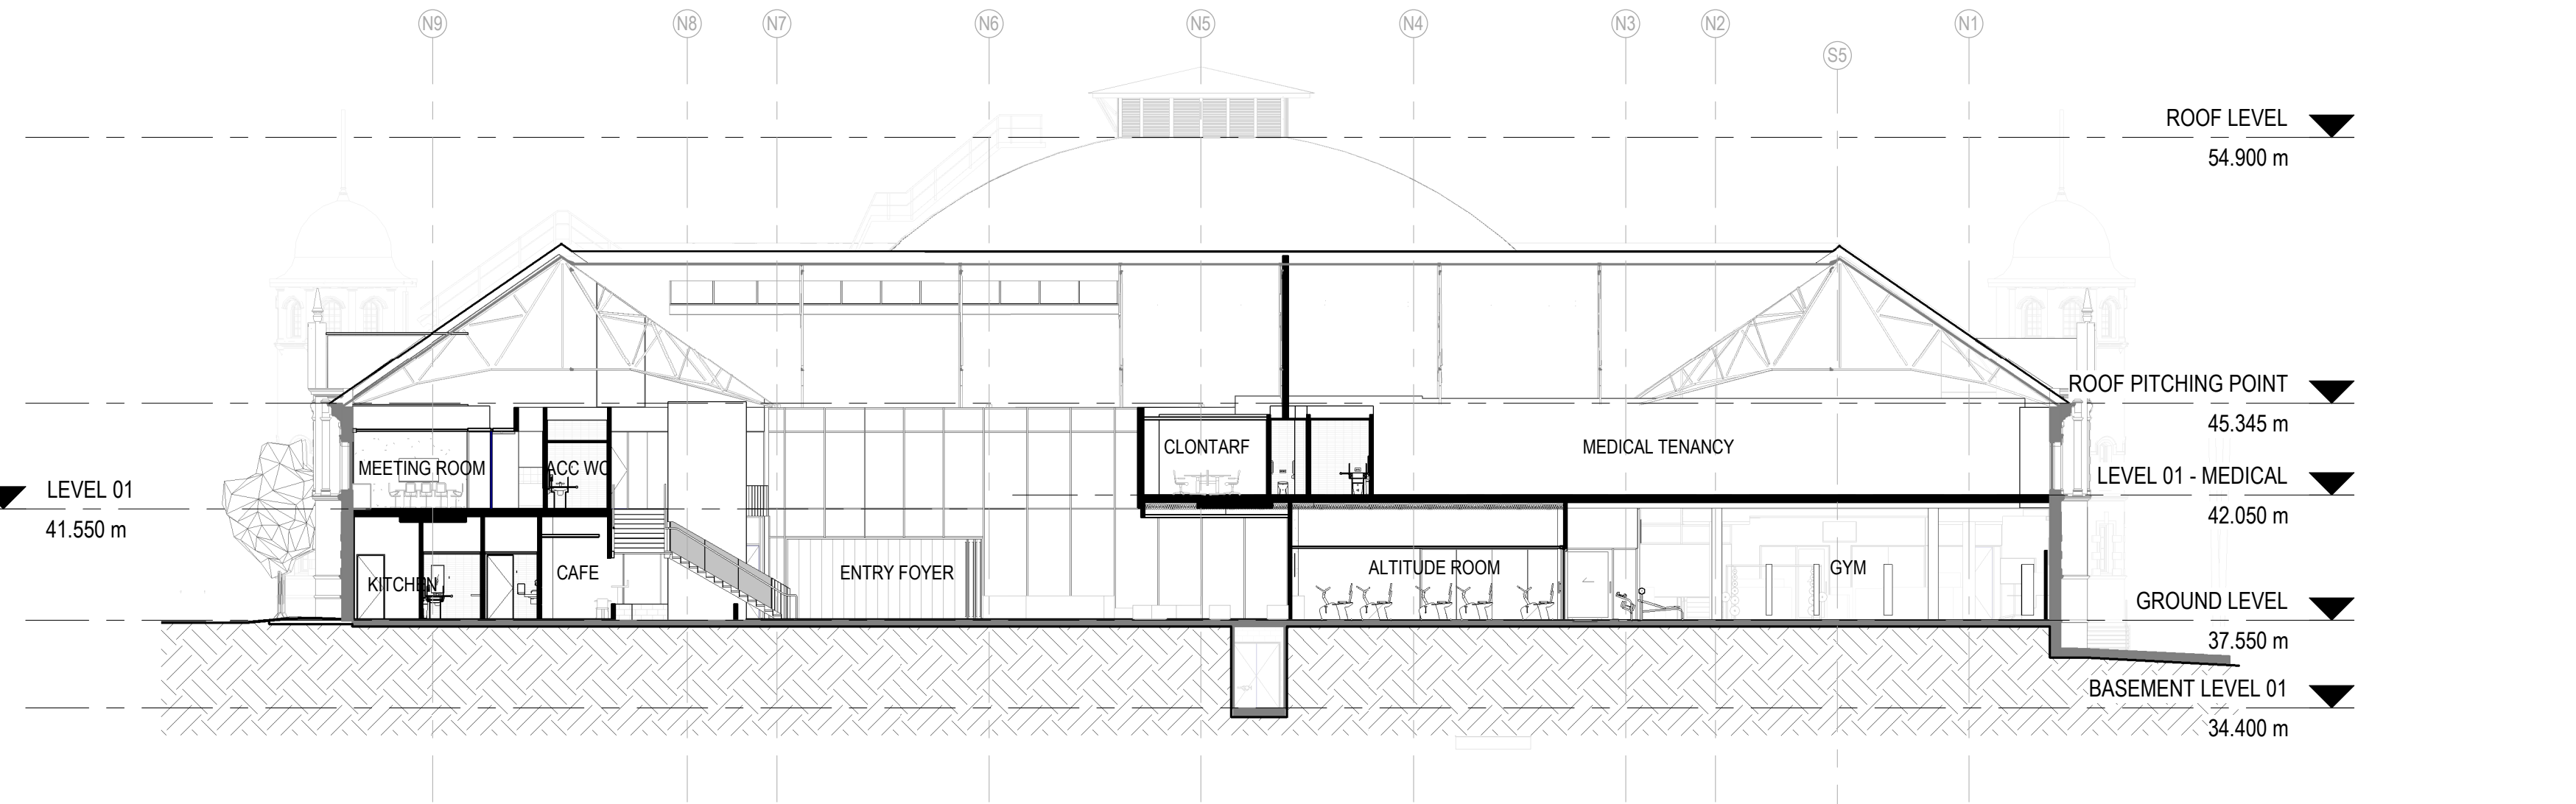 N9
N8
N7
N6
N5
N4
N3
N2
S5
N1
ROOF LEVEL
54.900 m
ROOF PITCHING POINT
45.345 m
MEETING ROOM
ACC WC
CLONTARF
MEDICAL TENANCY
LEVEL 01 - MEDICAL
42.050 m
LEVEL 01
41.550 m
KITCHEN
CAFE
ENTRY FOYER
ALTITUDE ROOM
GYM
GROUND LEVEL
37.550 m
BASEMENT LEVEL 01
34.400 m